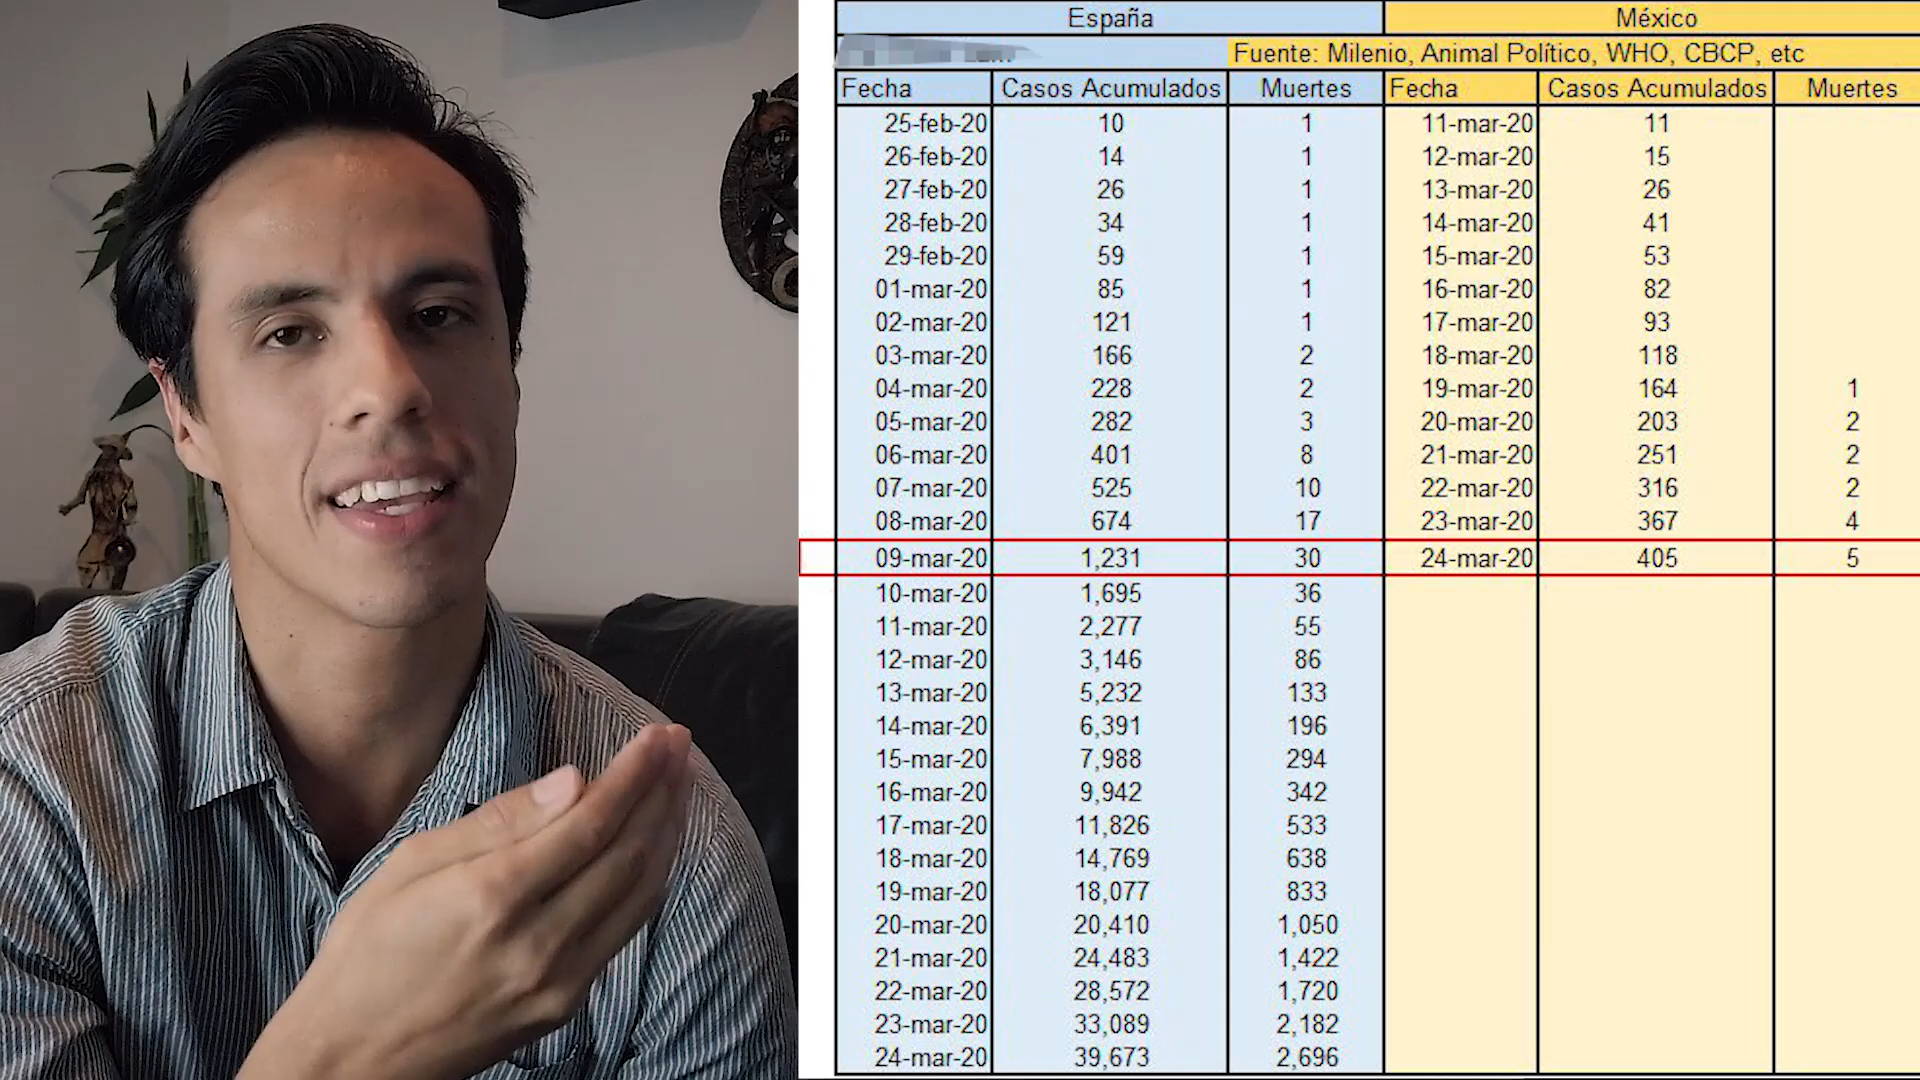 España México
Fuente: Milenio, Animal Político, WHO, CBCP, etc
Fecha Casos Acumulados Muertes Fecha Casos Acumulados Muertes
25-feb-20 10 1 11-mar-20 11
26-feb-20 14 1 12-mar-20 15
27-feb-20 26 1 13-mar-20 26
28-feb-20 34 1 14-mar-20 41
29-feb-20 59 1 15-mar-20 53
01-mar-20 85 1 16-mar-20 82
02-mar-20 121 1 17-mar-20 93
03-mar-20 166 2 18-mar-20 118
04-mar-20 228 2 19-mar-20 164 1
05-mar-20 282 3 20-mar-20 203 2
06-mar-20 401 8 21-mar-20 251 2
07-mar-20 525 10 22-mar-20 316 2
08-mar-20 674 17 23-mar-20 367 4
09-mar-20 1,231 30 24-mar-20 405 5
10-mar-20 1,695 36
11-mar-20 2,277 55
12-mar-20 3,146 86
13-mar-20 5,232 133
14-mar-20 6,391 196
15-mar-20 7,988 294
16-mar-20 9,942 342
17-mar-20 11,826 533
18-mar-20 14,769 638
19-mar-20 18,077 833
20-mar-20 20,410 1,050
21-mar-20 24,483 1,422
22-mar-20 28,572 1,720
23-mar-20 33,089 2,182
24-mar-20 39,673 2,696